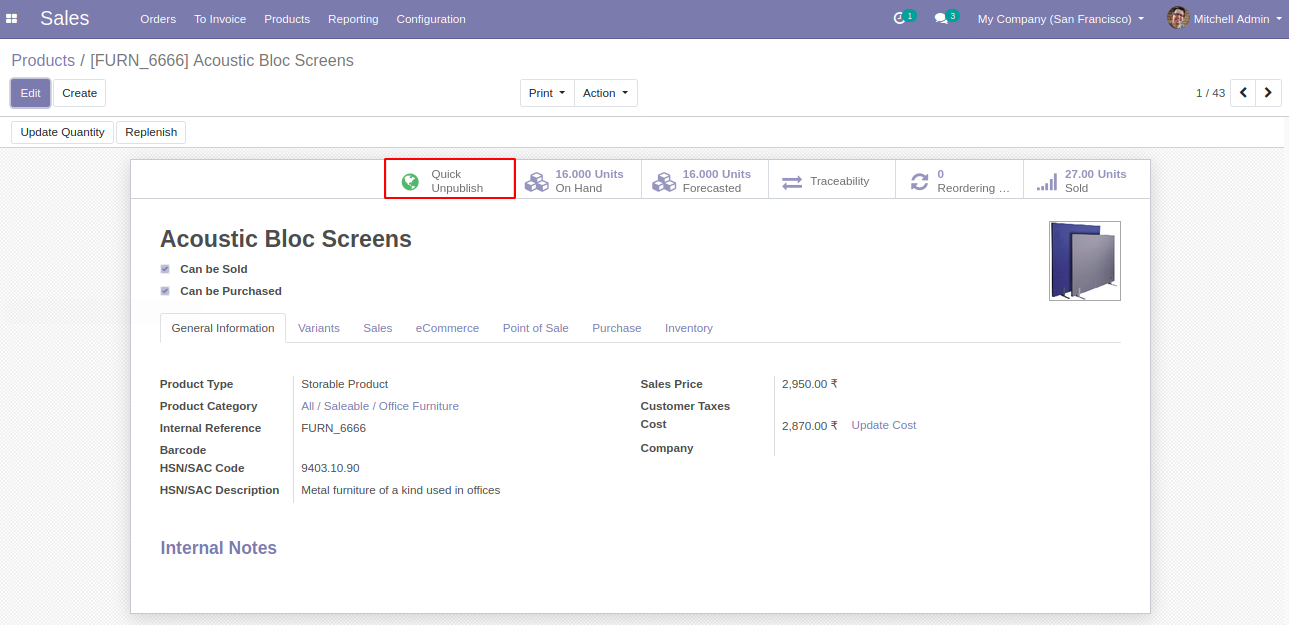 Sales Orders To Invoice Products Reporting Configuration 1 3 My Company (San Francisco) Mitchell Admin
Products / [FURN_6666] Acoustic Bloc Screens
Edit Create Print Action 1 / 43
Update Quantity Replenish
Quick Unpublish
16.000 Units On Hand
16.000 Units Forecasted
Traceability
0 Reordering ...
27.00 Units Sold
Acoustic Bloc Screens
Can be Sold
Can be Purchased
General Information Variants Sales eCommerce Point of Sale Purchase Inventory
Product Type Storable Product
Product Category All / Saleable / Office Furniture
Internal Reference FURN_6666
Barcode
HSN/SAC Code 9403.10.90
HSN/SAC Description Metal furniture of a kind used in offices
Sales Price 2,950.00 ₹
Customer Taxes
Cost 2,870.00 ₹ Update Cost
Company
Internal Notes